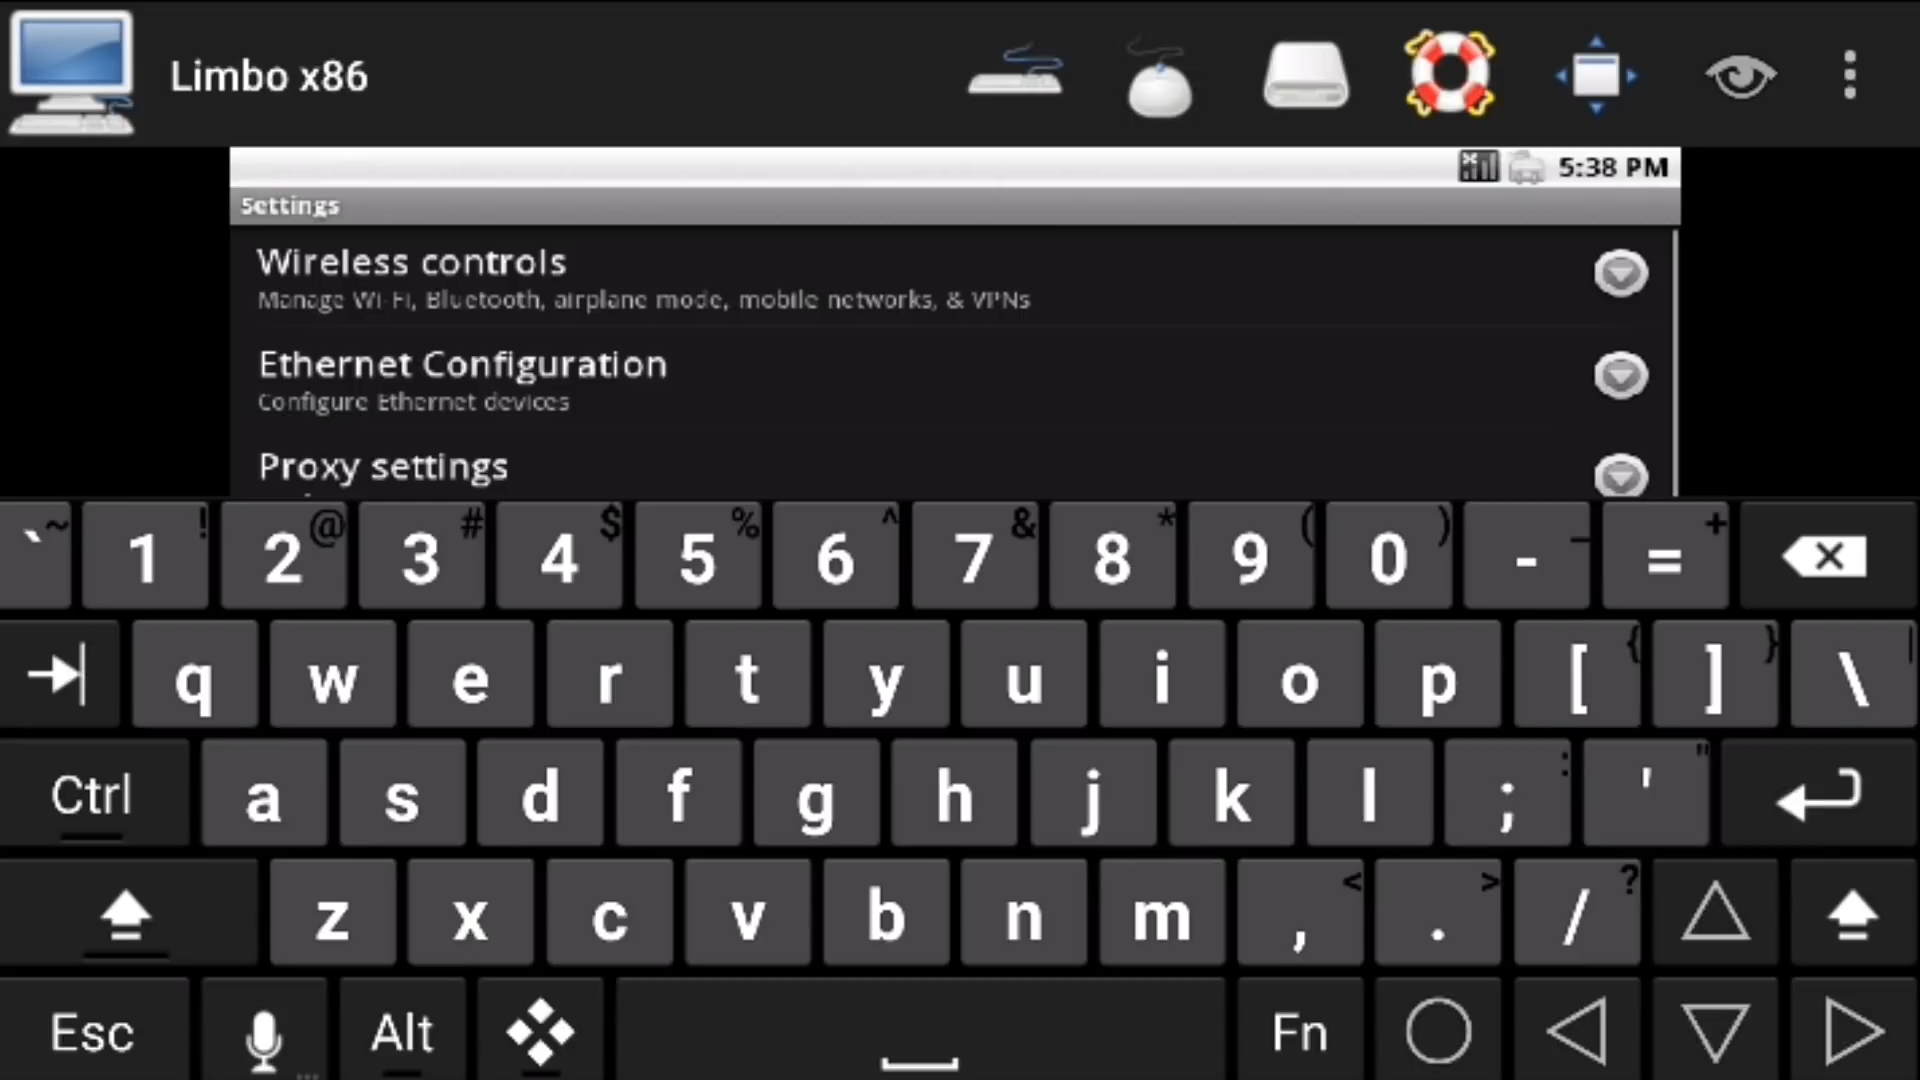 Limbo x86
5:38 PM
Settings
Wireless controls
Manage Wi-Fi, Bluetooth, airplane mode, mobile networks, & VPNs
Ethernet Configuration
Configure Ethernet devices
Proxy settings
` ~ 1 ! 2 @ 3 # 4 $ 5 % 6 ^ 7 & 8 * 9 ( 0 ) - _ = +
q w e r t y u i o p [ { ] } \ |
Ctrl a s d f g h j k l ; : ' "
z x c v b n m , < . > / ?
Esc ... Alt Fn